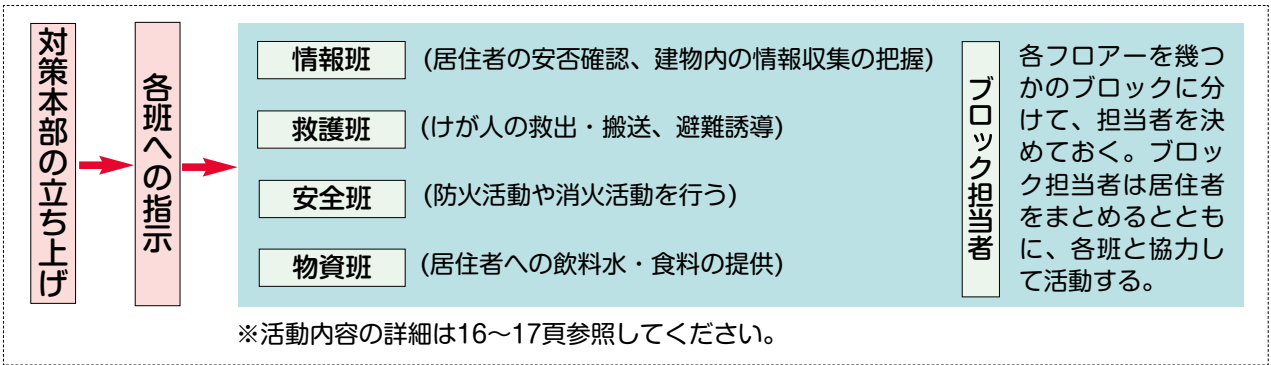 対策本部の立ち上げ
各班への指示
情報班 (居住者の安否確認、建物内の情報収集の把握)
救護班 (けが人の救出・搬送、避難誘導)
安全班 (防火活動や消火活動を行う)
物資班 (居住者への飲料水・食料の提供)
ブロック担当者
各フロアーを幾つ
かのブロックに分
けて、担当者を決
めておく。ブロッ
ク担当者は居住者
をまとめるととも
に、各班と協力し
て活動する。
※活動内容の詳細は16〜17頁参照してください。